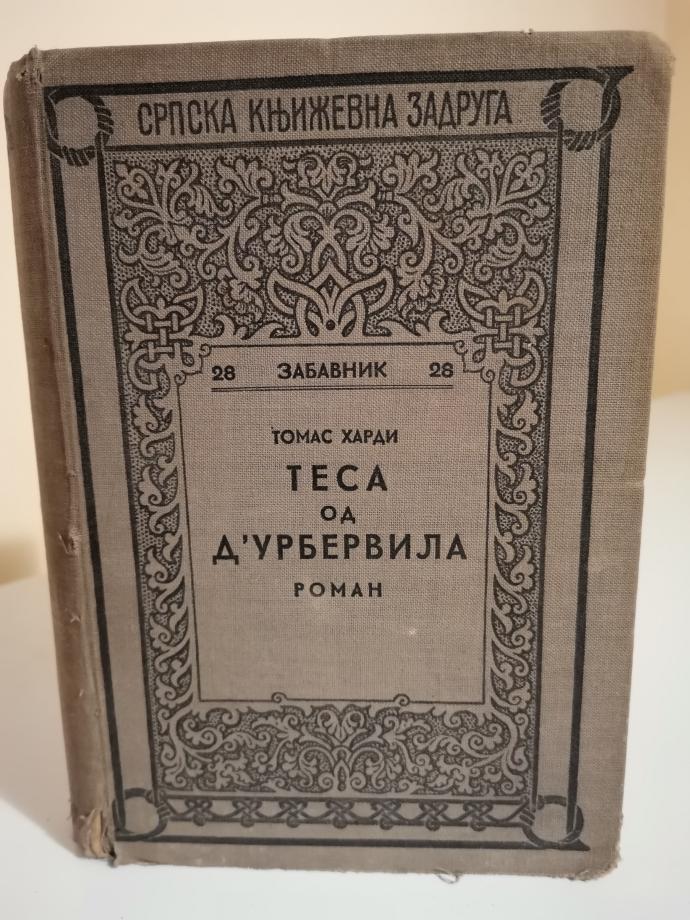 СРПСКА КЊИЖЕВНА ЗАДРУГА
28 ЗАБАВНИК 28
ТОМАС ХАРДИ
ТЕСА
ОД
Д'УРБЕРВИЛА
РОМАН